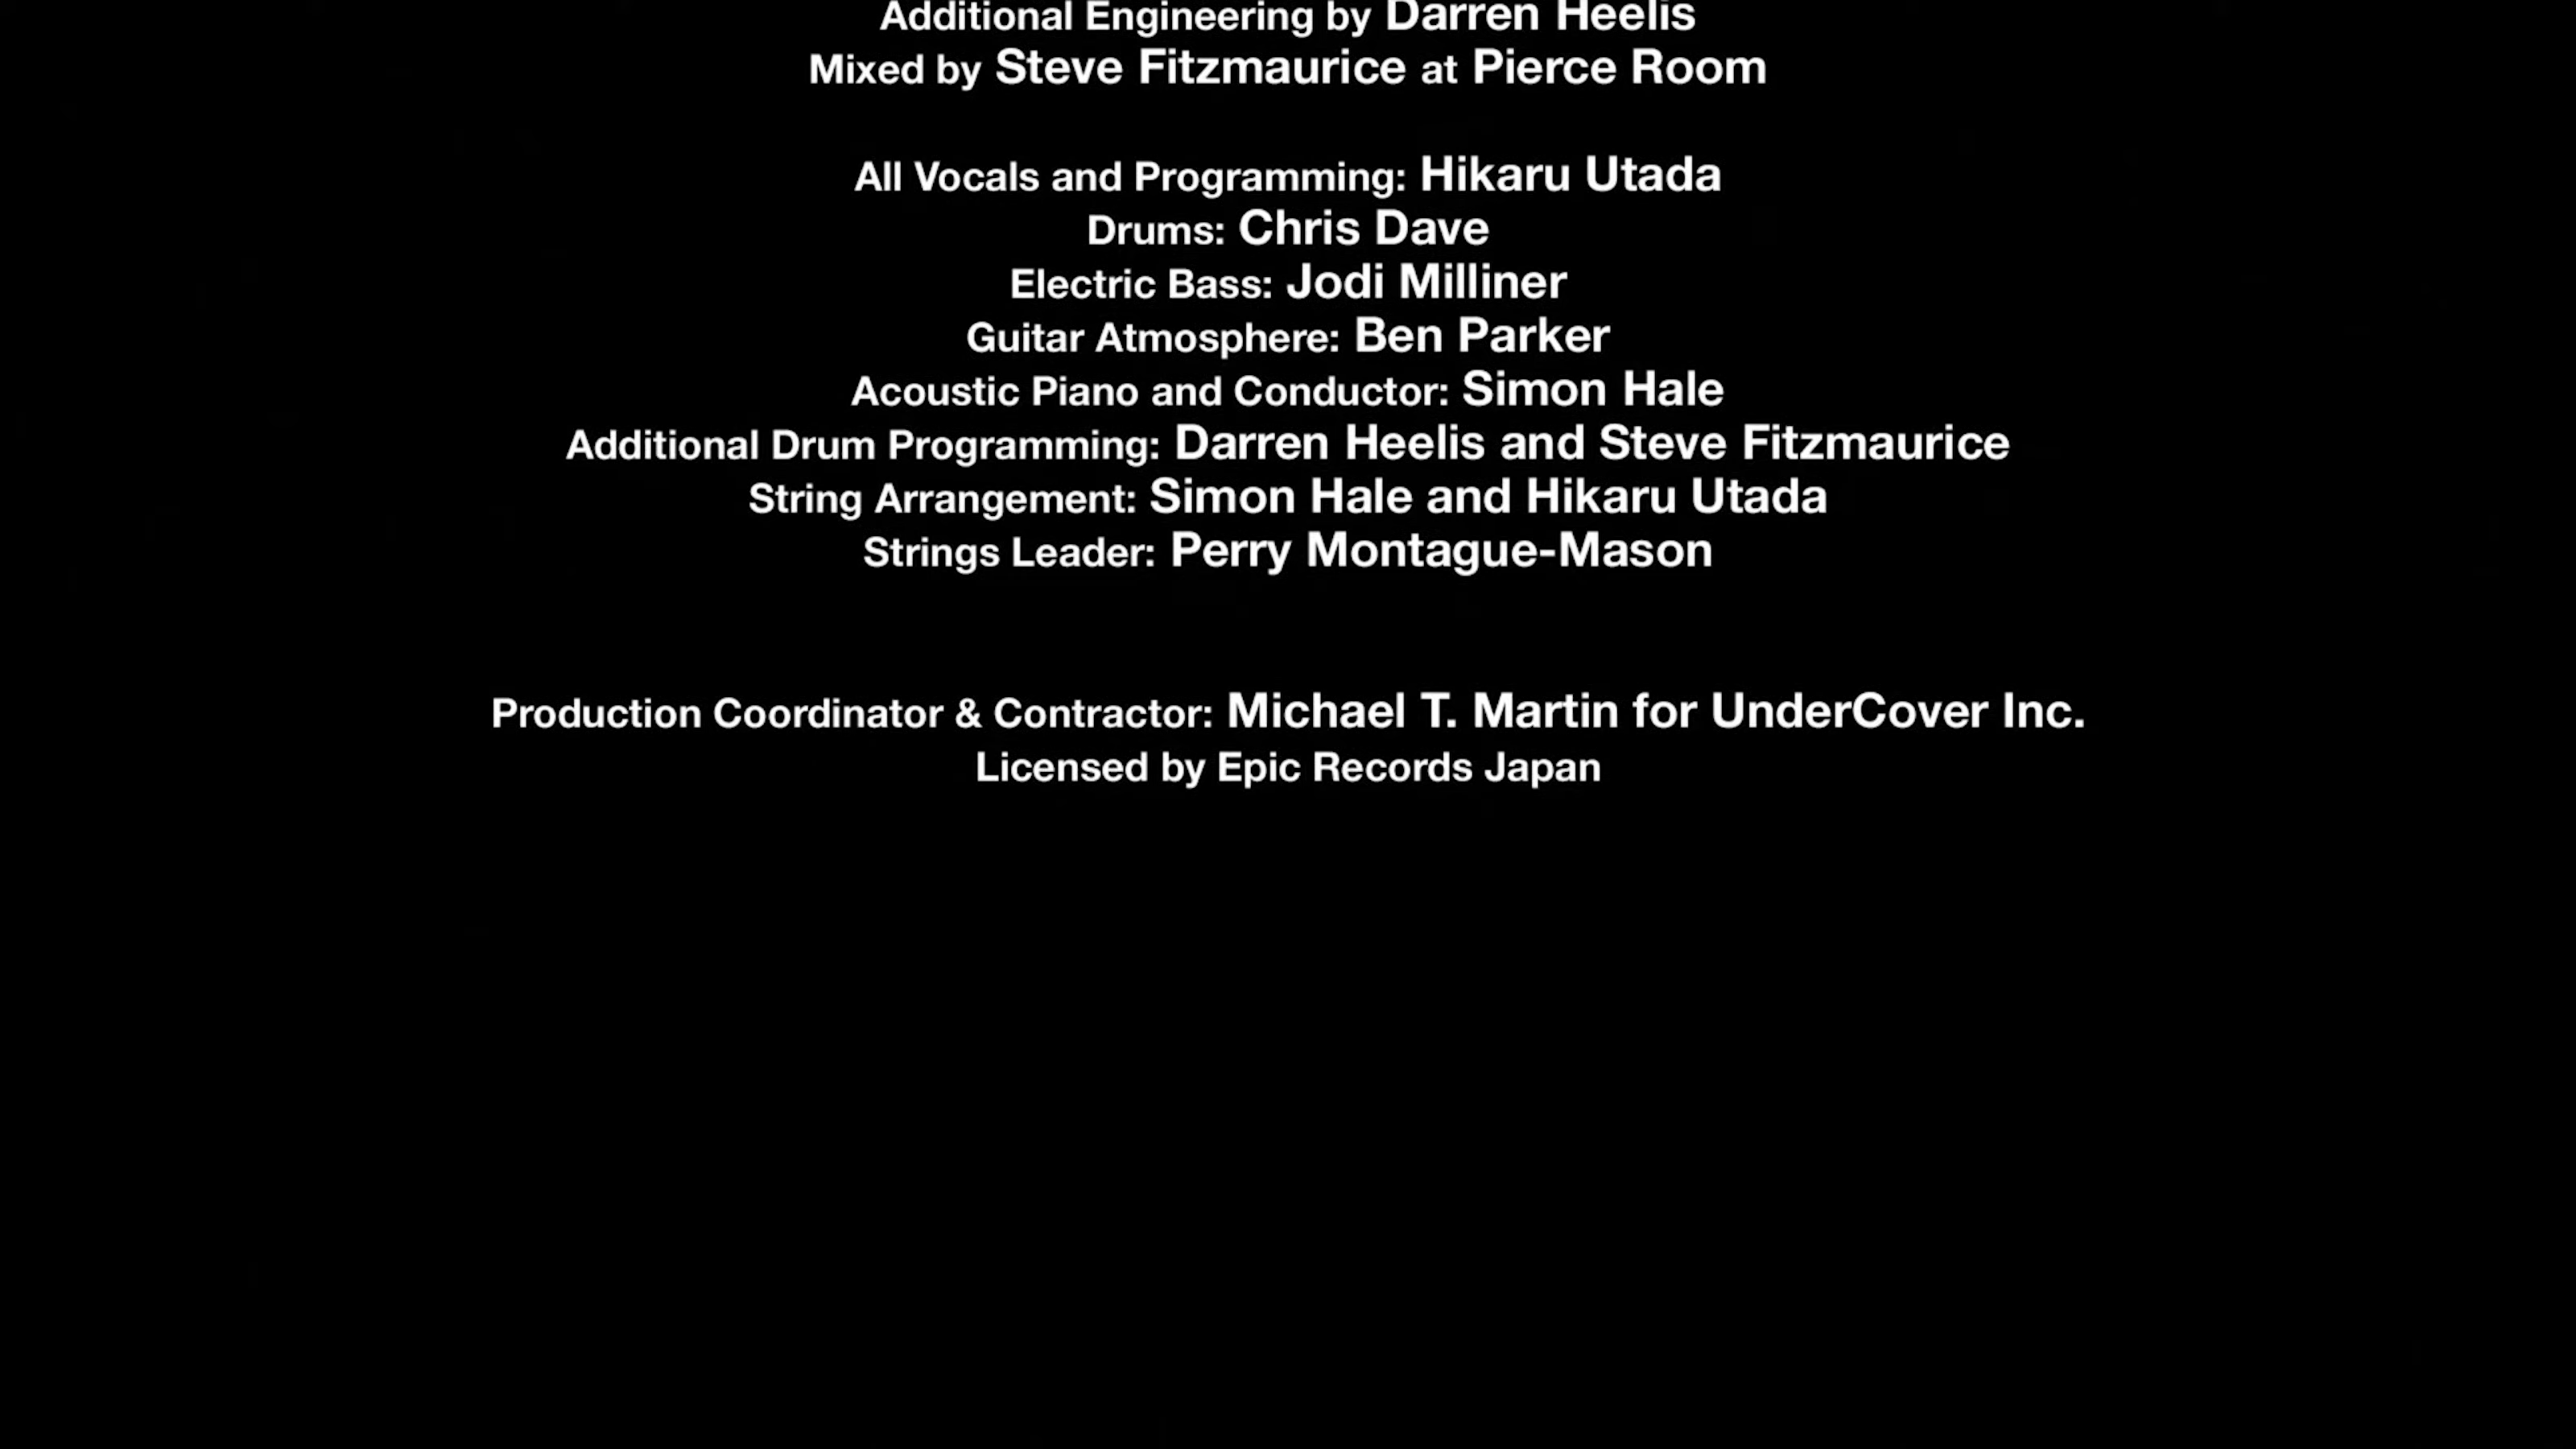 Additional Engineering by Darren Heelis
Mixed by Steve Fitzmaurice at Pierce Room
All Vocals and Programming: Hikaru Utada
Drums: Chris Dave
Electric Bass: Jodi Milliner
Guitar Atmosphere: Ben Parker
Acoustic Piano and Conductor: Simon Hale
Additional Drum Programming: Darren Heelis and Steve Fitzmaurice
String Arrangement: Simon Hale and Hikaru Utada
Strings Leader: Perry Montague-Mason
Production Coordinator & Contractor: Michael T. Martin for UnderCover Inc.
Licensed by Epic Records Japan